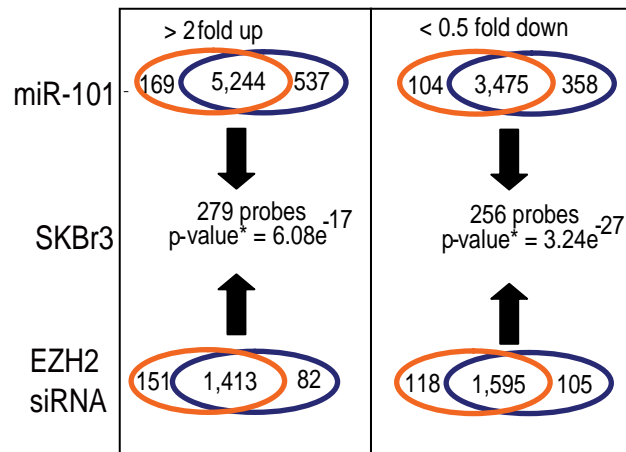 > 2fold up
< 0.5 fold down
miR-101
169 5,244 537
104 3,475 358
SKBr3
279 probes
p-value* = 6.08e-17
256 probes
p-value* = 3.24e-27
EZH2
siRNA
151 1,413 82
118 1,595 105